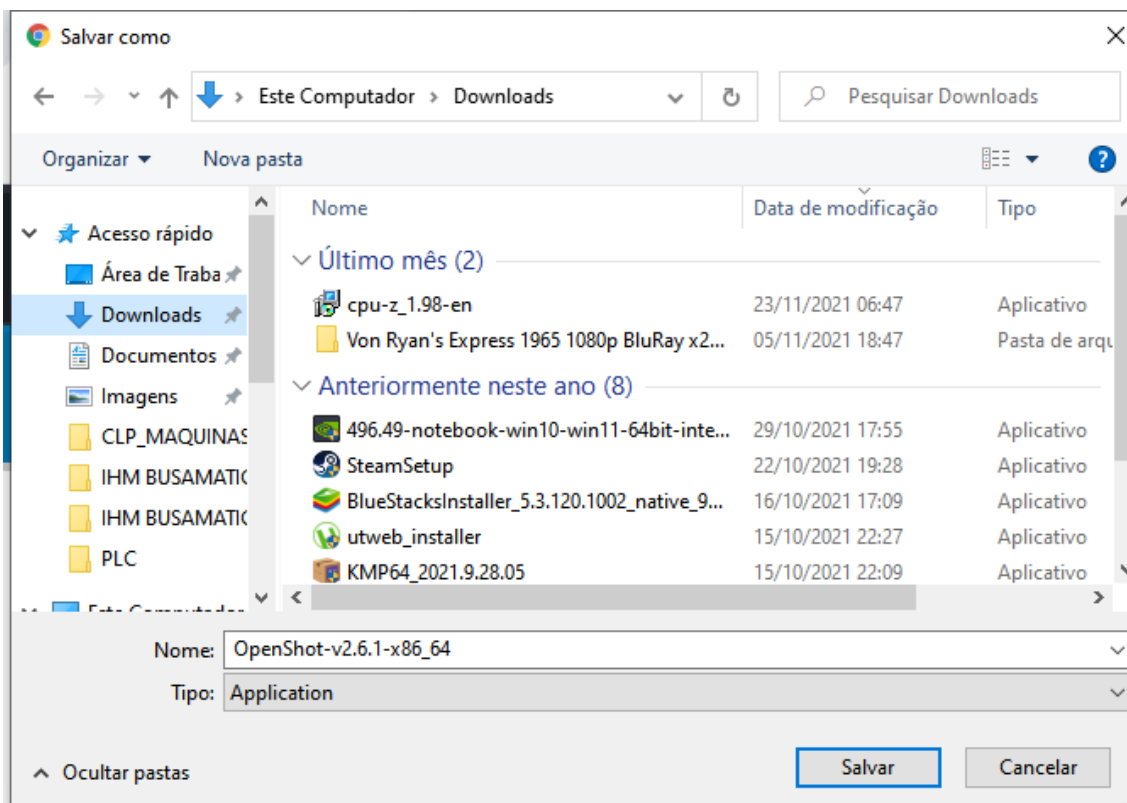 Salvar como
Este Computador > Downloads
Pesquisar Downloads
Organizar
Nova pasta
Nome Data de modificação Tipo
Acesso rápido
Área de Traba
Downloads
Documentos
Imagens
CLP_MAQUINAS
IHM BUSAMATIC
IHM BUSAMATIC
PLC
Este Computador
Último mês (2)
cpu-z_1.98-en 23/11/2021 06:47 Aplicativo
Von Ryan's Express 1965 1080p BluRay x2... 05/11/2021 18:47 Pasta de arqu
Anteriormente neste ano (8)
496.49-notebook-win10-win11-64bit-inte... 29/10/2021 17:55 Aplicativo
SteamSetup 22/10/2021 19:28 Aplicativo
BlueStacksInstaller_5.3.120.1002_native_9... 16/10/2021 17:09 Aplicativo
utweb_installer 15/10/2021 22:27 Aplicativo
KMP64_2021.9.28.05 15/10/2021 22:09 Aplicativo
Nome: OpenShot-v2.6.1-x86_64
Tipo: Application
Ocultar pastas
Salvar
Cancelar